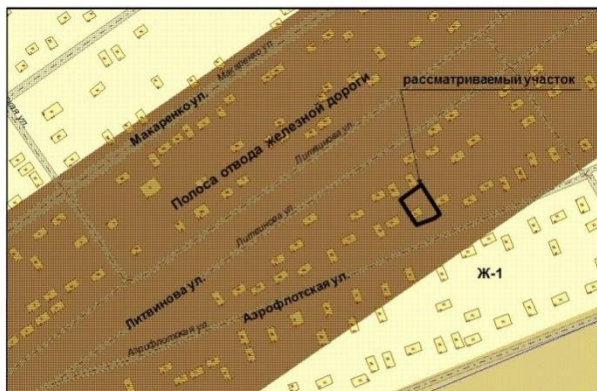 Макаренко ул.
Макаренко ул.
рассматриваемый участок
Полоса отвода железной дороги
Литвинова ул.
Литвинова ул.
Ж-1
Литвинова ул.
Аэрофлотская ул.
Аэрофлотская ул.
ул.